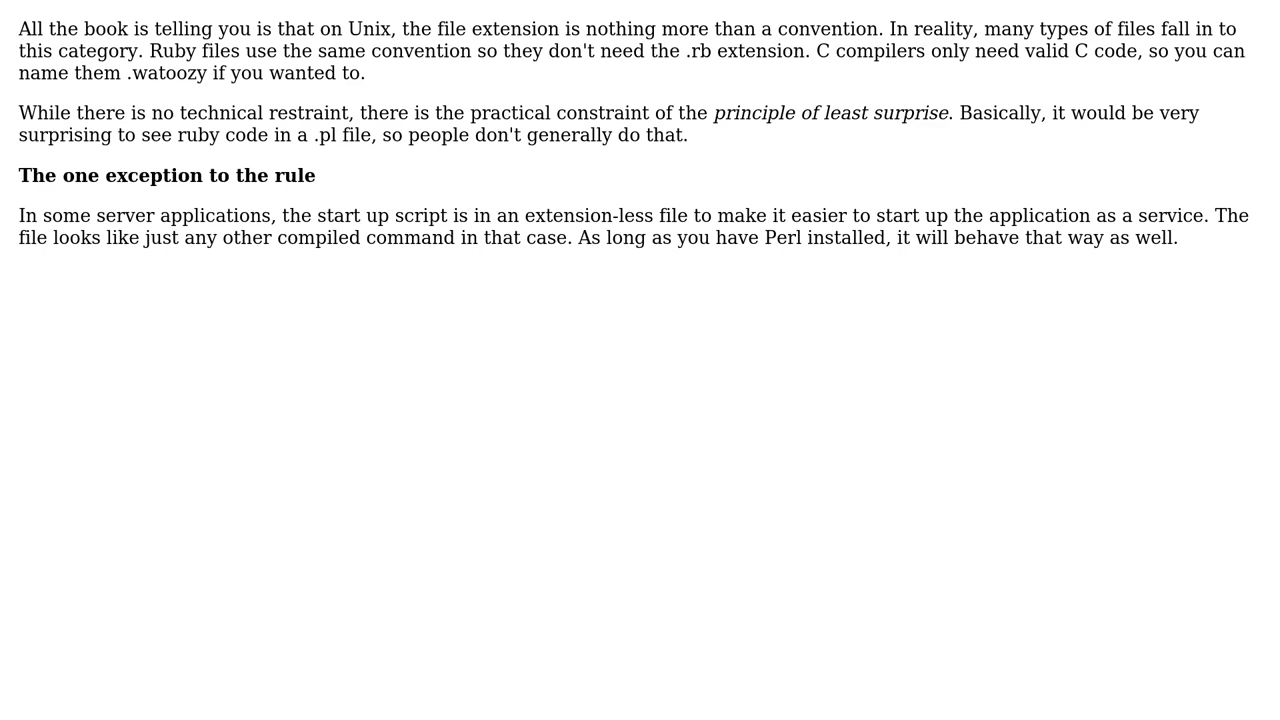 All the book is telling you is that on Unix, the file extension is nothing more than a convention. In reality, many types of files fall in to
this category. Ruby files use the same convention so they don't need the .rb extension. C compilers only need valid C code, so you can
name them .watoozy if you wanted to.
While there is no technical restraint, there is the practical constraint of the principle of least surprise. Basically, it would be very
surprising to see ruby code in a .pl file, so people don't generally do that.
The one exception to the rule
In some server applications, the start up script is in an extension-less file to make it easier to start up the application as a service. The
file looks like just any other compiled command in that case. As long as you have Perl installed, it will behave that way as well.